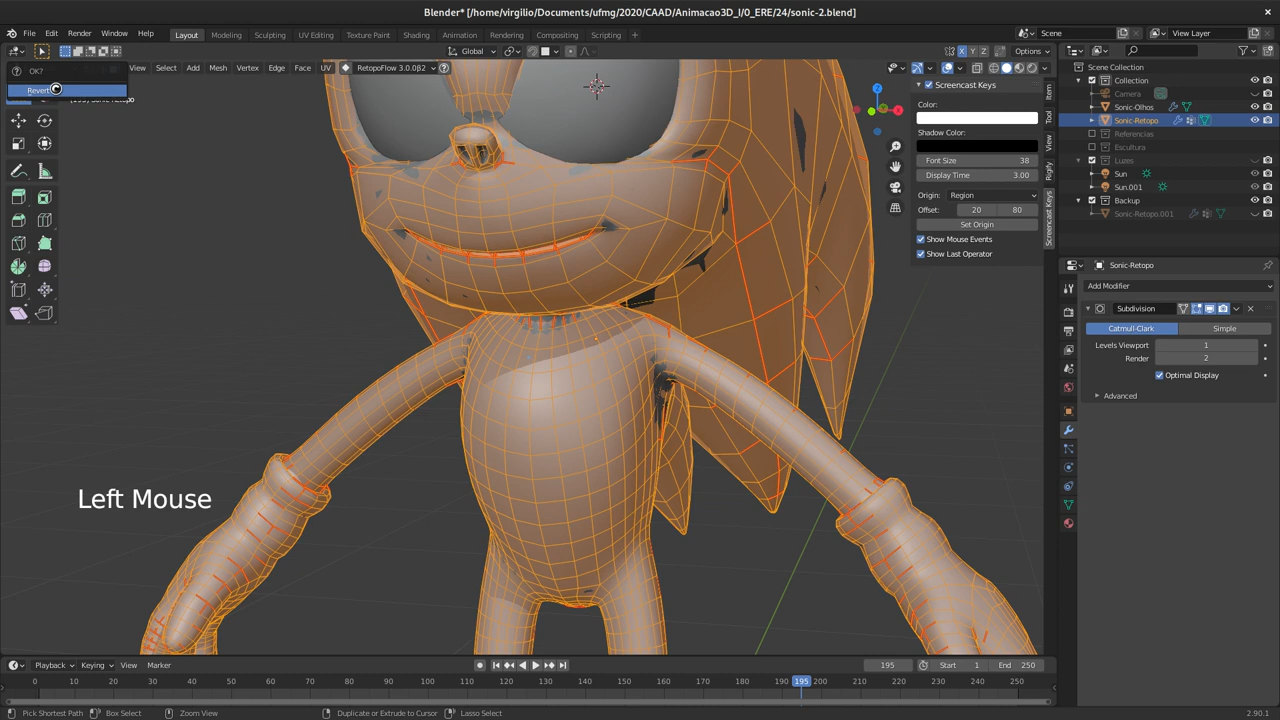 Blender* [/home/virgilio/Documents/ufmg/2020/CAAD/Animacao3D_I/0_ERE/24/sonic-2.blend]
File Edit Render Window Help Layout Modeling Sculpting UV Editing Texture Paint Shading Animation Rendering Compositing Scripting Scene View Layer
Global X Y Z Options
OK? View Select Add Mesh Vertex Edge Face UV RetopoFlow 3.0.0β2
Revert
Screencast Keys
Color:
Shadow Color:
Font Size 38
Display Time 3.00
Origin: Region
Offset: 20 80
Set Origin
Show Mouse Events
Show Last Operator
Item
Tool
View
Rigify
Screencast Keys
Scene Collection
Collection
Camera
Sonic-Olhos
Sonic-Retopo
Referencias
Escultura
Luzes
Sun
Sun.001
Backup
Sonic-Retopo.001
Sonic-Retopo
Add Modifier
Subdivision
Catmull-Clark Simple
Levels Viewport 1
Render 2
Optimal Display
Advanced
Left Mouse
Playback Keying View Marker 195 Start 1 End 250
0 10 20 30 40 50 60 70 80 90 100 110 120 130 140 150 160 170 180 190 195 200 210 220 230 240 250
Pick Shortest Path Box Select Zoom View Duplicate or Extrude to Cursor Lasso Select 2.90.1